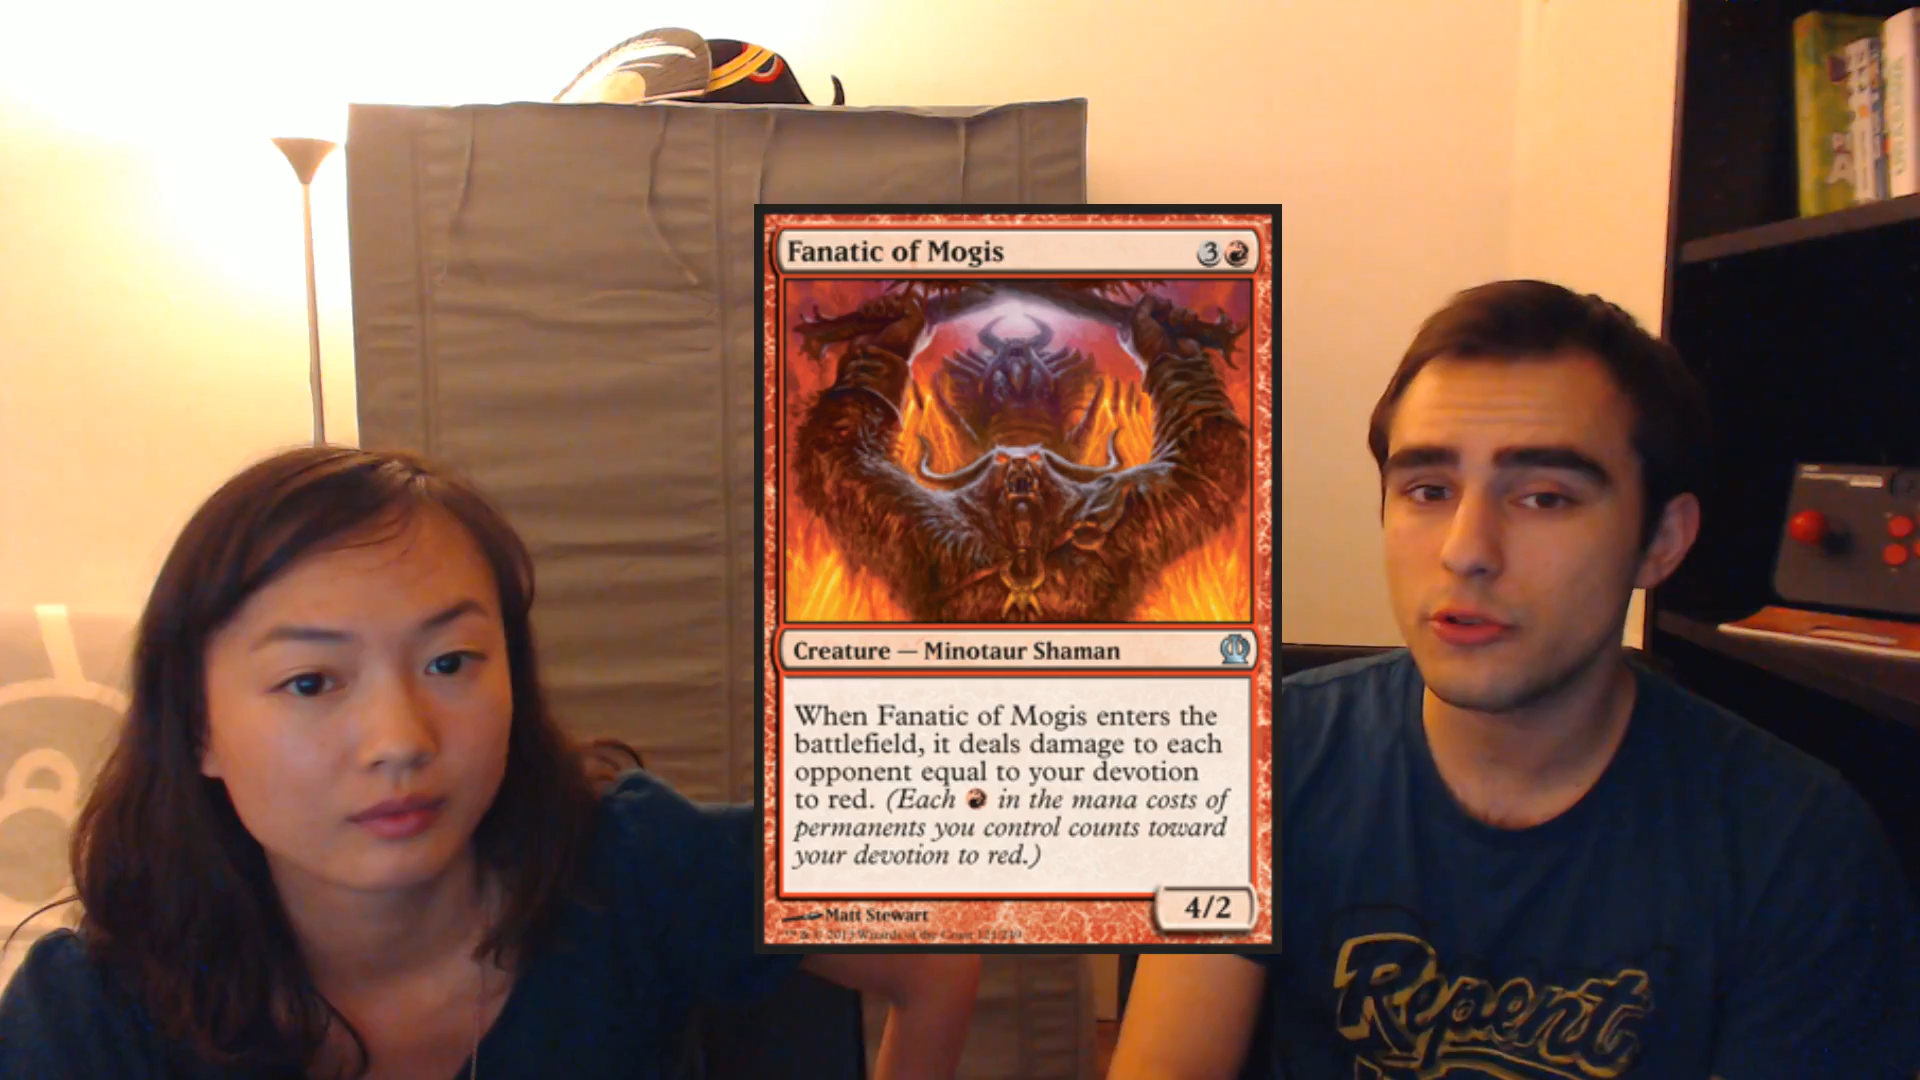 Fanatic of Mogis
3
Creature — Minotaur Shaman
When Fanatic of Mogis enters the
battlefield, it deals damage to each
opponent equal to your devotion
to red. (Each in the mana costs of
permanents you control counts toward
your devotion to red.)
4/2
Matt Stewart
Repent